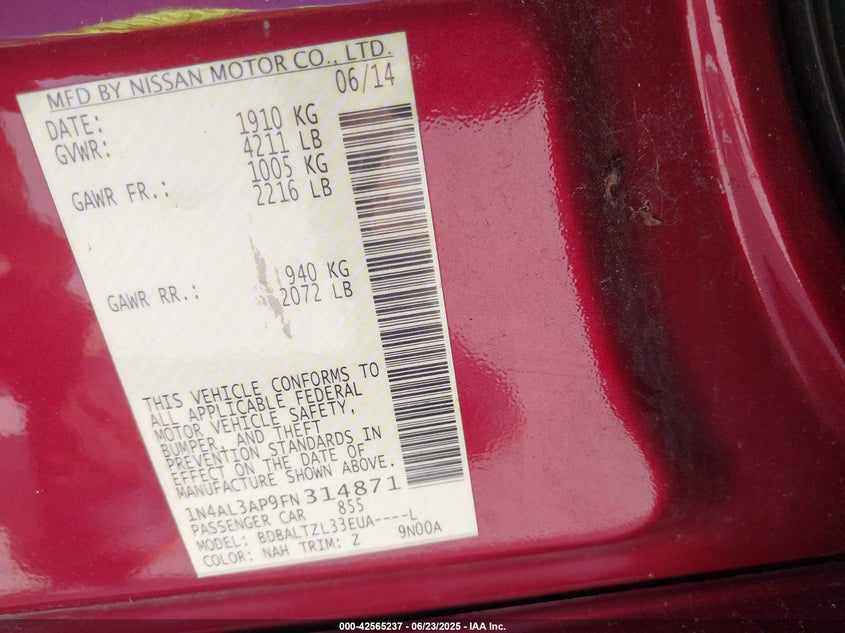 MFD BY NISSAN MOTOR CO., LTD.
DATE: 06/14
GVWR: 1910 KG
4211 LB
GAWR FR.: 1005 KG
2216 LB
GAWR RR.: 940 KG
2072 LB
THIS VEHICLE CONFORMS TO
ALL APPLICABLE FEDERAL
MOTOR VEHICLE SAFETY,
BUMPER, AND THEFT
PREVENTION STANDARDS IN
EFFECT ON THE DATE OF
MANUFACTURE SHOWN ABOVE.
1N4AL3AP9FN314871
PASSENGER CAR 855
MODEL: BDBALTZL33EUA----L
COLOR: NAH TRIM: Z 9N00A
000-42565237 - 06/23/2025 - IAA Inc.